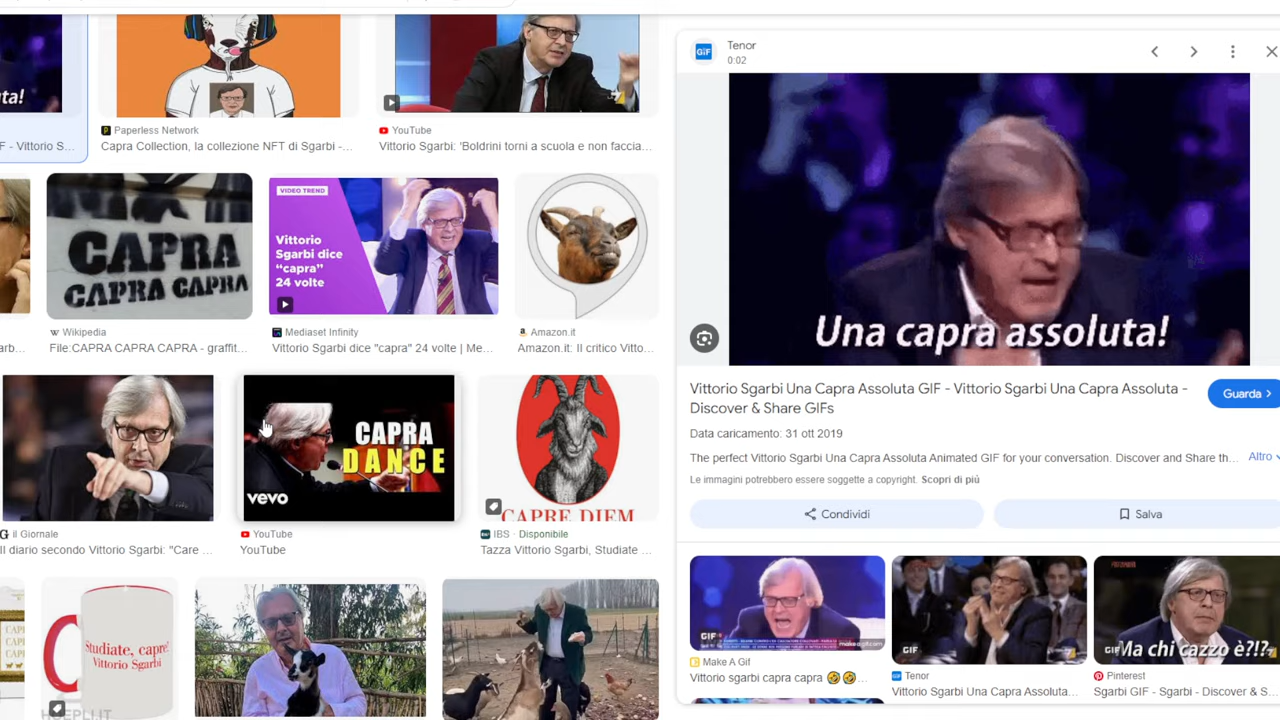 ta!
F - Vittorio S...
Paperless Network
Capra Collection, la collezione NFT di Sgarbi -...
YouTube
Vittorio Sgarbi: 'Boldrini torni a scuola e non faccia...
arb...
CAPRA
CAPRA CAPRA
Wikipedia
File:CAPRA CAPRA CAPRA - graffit...
VIDEO TREND
Vittorio
Sgarbi dice
“capra”
24 volte
Mediaset Infinity
Vittorio Sgarbi dice "capra" 24 volte | Me...
Amazon.it
Amazon.it: Il critico Vitto...
Il Giornale
Il diario secondo Vittorio Sgarbi: "Care ...
CAPRA
DANCE
vevo
YouTube
YouTube
CAPRE DIEM
IBS · Disponibile
Tazza Vittorio Sgarbi, Studiate ...
Studiate, capre!
Vittorio Sgarbi
HOEPLI.IT
GIF
Tenor
0:02
Una capra assoluta!
Vittorio Sgarbi Una Capra Assoluta GIF - Vittorio Sgarbi Una Capra Assoluta -
Discover & Share GIFs
Guarda
Data caricamento: 31 ott 2019
The perfect Vittorio Sgarbi Una Capra Assoluta Animated GIF for your conversation. Discover and Share th...
Altro
Le immagini potrebbero essere soggette a copyright. Scopri di più
Condividi
Salva
GIF
Make A Gif
Vittorio sgarbi capra capra 🤣🤣...
GIF
Tenor
Vittorio Sgarbi Una Capra Assoluta...
Ma chi cazzo è?!?
GIF
Pinterest
Sgarbi GIF - Sgarbi - Discover & S...